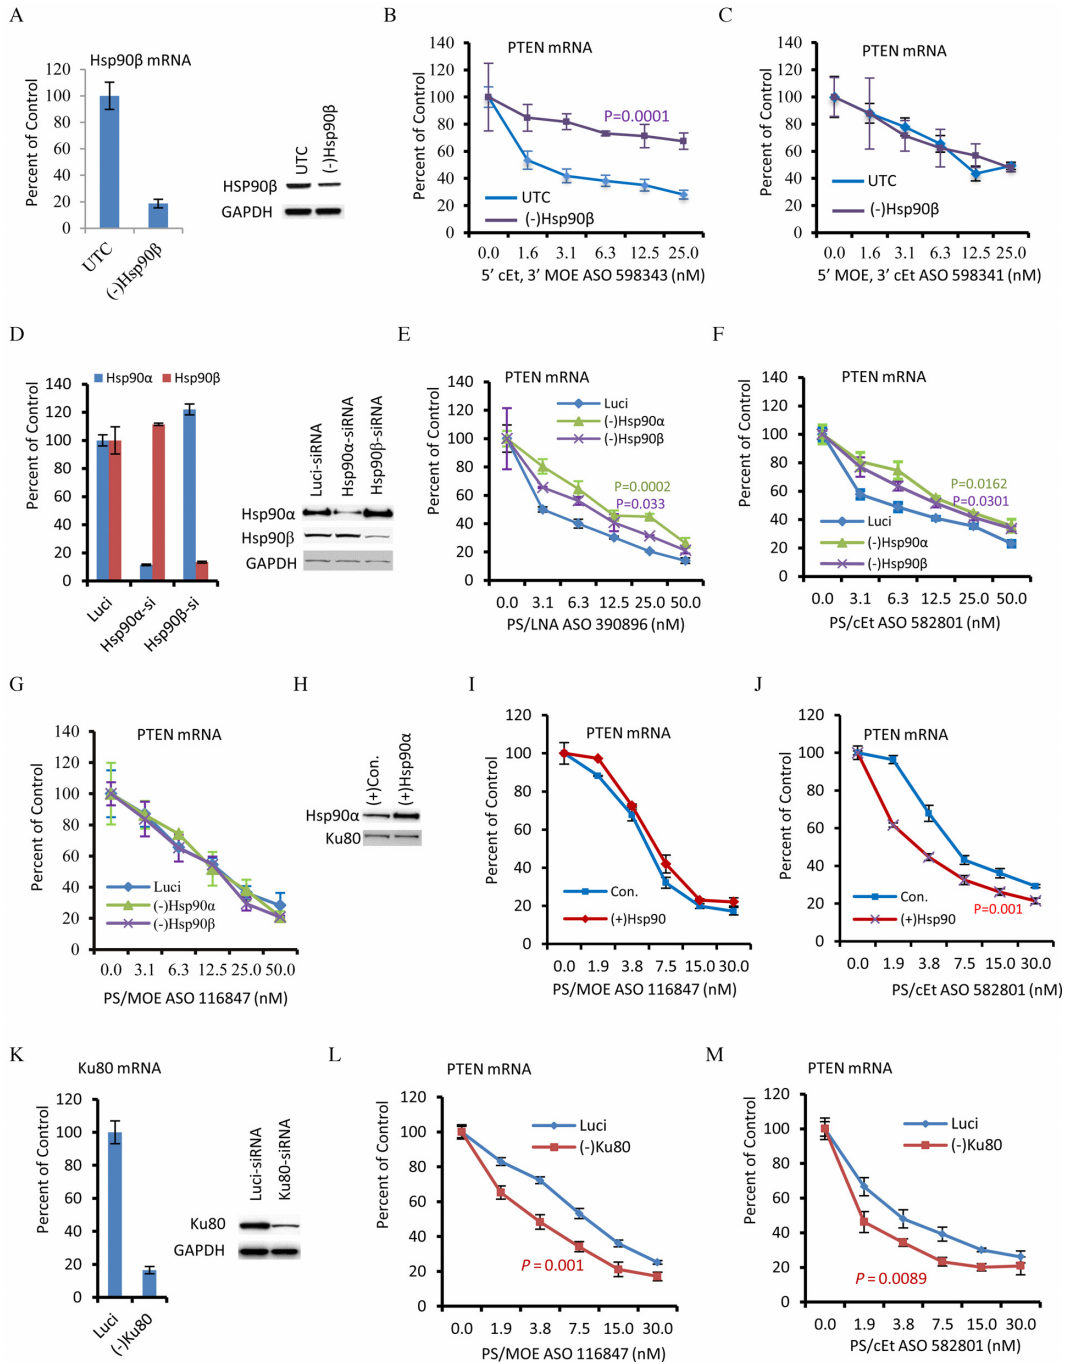 A
Hsp90β mRNA
Percent of Control
120
100
80
60
40
20
0
UTC
(-)Hsp90β
UTC
(-)Hsp90β
HSP90β
GAPDH
B
PTEN mRNA
Percent of Control
140
120
100
80
60
40
20
0
P=0.0001
UTC
(-)Hsp90β
0.0 1.6 3.1 6.3 12.5 25.0
5’ cEt, 3’ MOE ASO 598343 (nM)
C
PTEN mRNA
Percent of Control
140
120
100
80
60
40
20
0
UTC
(-)Hsp90β
0.0 1.6 3.1 6.3 12.5 25.0
5’ MOE, 3’ cEt ASO 598341 (nM)
D
Hsp90α Hsp90β
Percent of Control
140
120
100
80
60
40
20
0
Luci
Hsp90α-si
Hsp90β-si
Luci-siRNA
Hsp90α-siRNA
Hsp90β-siRNA
Hsp90α
Hsp90β
GAPDH
E
PTEN mRNA
Percent of Control
140
120
100
80
60
40
20
0
Luci
(-)Hsp90α
(-)Hsp90β
P=0.0002
P=0.033
0.0 3.1 6.3 12.5 25.0 50.0
PS/LNA ASO 390896 (nM)
F
PTEN mRNA
Percent of Control
140
120
100
80
60
40
20
0
P=0.0162
P=0.0301
Luci
(-)Hsp90α
(-)Hsp90β
0.0 3.1 6.3 12.5 25.0 50.0
PS/cEt ASO 582801 (nM)
G
PTEN mRNA
Percent of Control
140
120
100
80
60
40
20
0
Luci
(-)Hsp90α
(-)Hsp90β
0.0 3.1 6.3 12.5 25.0 50.0
PS/MOE ASO 116847 (nM)
H
(+)Con.
(+)Hsp90α
Hsp90α
Ku80
I
PTEN mRNA
Percent of Control
120
100
80
60
40
20
0
Con.
(+)Hsp90
0.0 1.9 3.8 7.5 15.0 30.0
PS/MOE ASO 116847 (nM)
J
PTEN mRNA
Percent of Control
120
100
80
60
40
20
0
Con.
(+)Hsp90
P=0.001
0.0 1.9 3.8 7.5 15.0 30.0
PS/cEt ASO 582801 (nM)
K
Ku80 mRNA
Percent of Control
120
100
80
60
40
20
0
Luci
(-)Ku80
Luci-siRNA
Ku80-siRNA
Ku80
GAPDH
L
PTEN mRNA
Percent of Control
120
100
80
60
40
20
0
Luci
(-)Ku80
P = 0.001
0.0 1.9 3.8 7.5 15.0 30.0
PS/MOE ASO 116847 (nM)
M
PTEN mRNA
Percent of Control
120
100
80
60
40
20
0
Luci
(-)Ku80
P = 0.0089
0.0 1.9 3.8 7.5 15.0 30.0
PS/cEt ASO 582801 (nM)